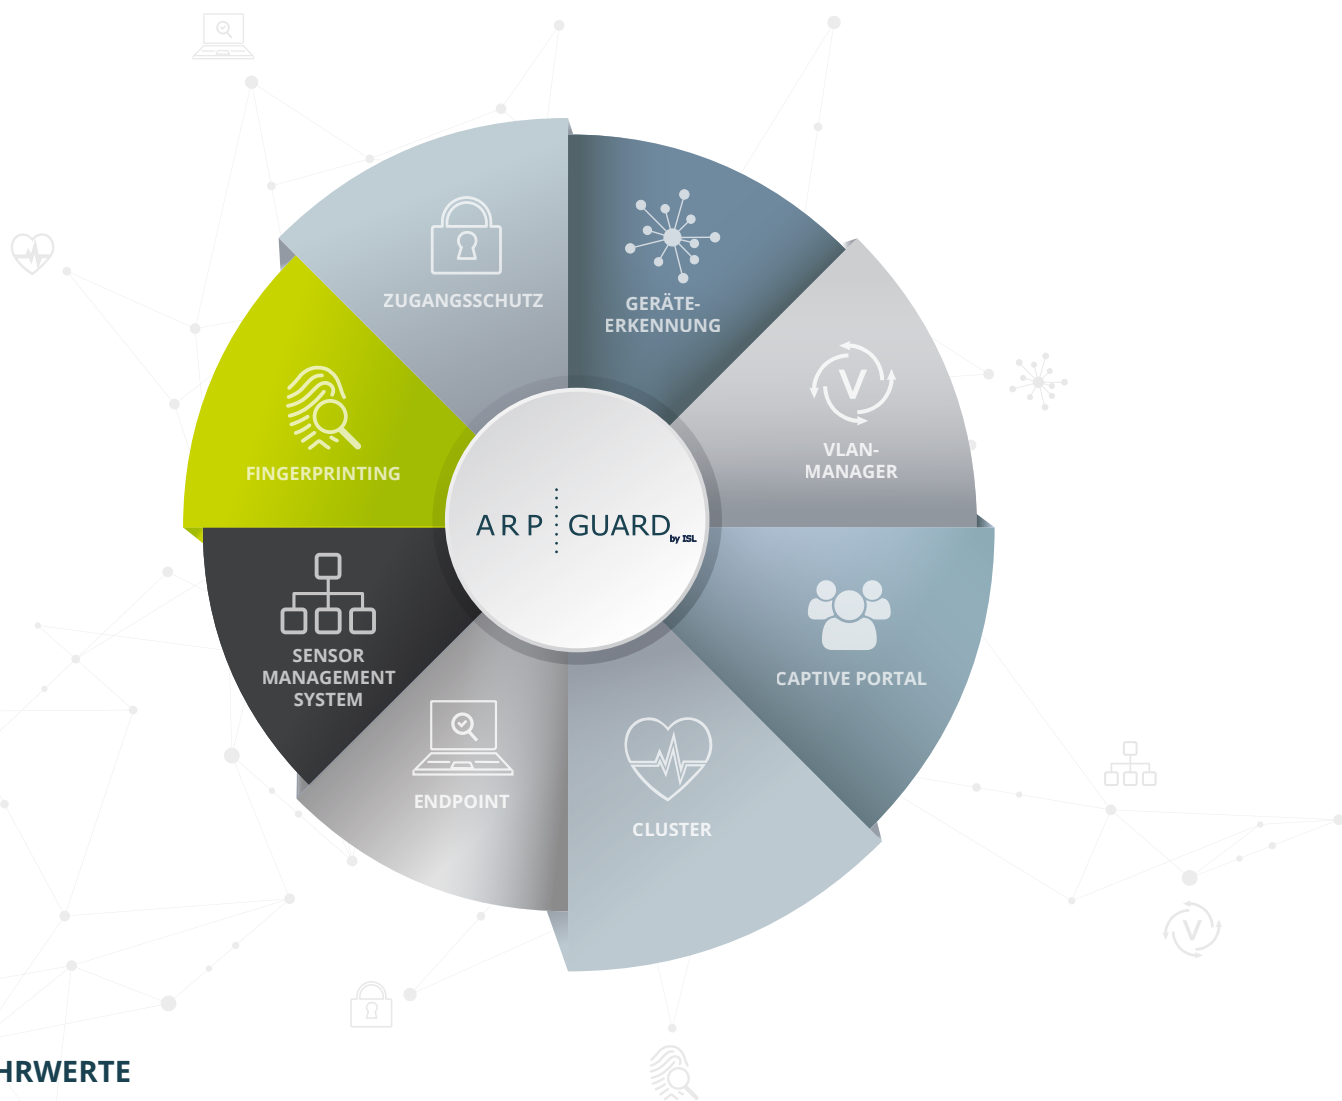 ZUGANGSSCHUTZ
GERÄTE-
ERKENNUNG
V
VLAN-
MANAGER
FINGERPRINTING
ARP GUARD
by ISL
CAPTIVE PORTAL
SENSOR
MANAGEMENT
SYSTEM
ENDPOINT
CLUSTER
V
HRWERTE